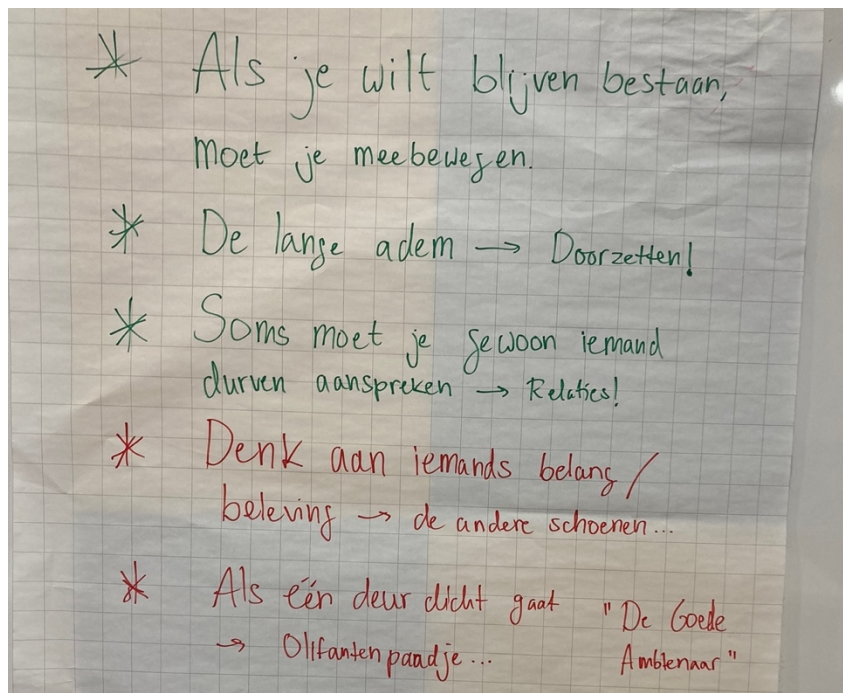 * Als je wilt blijven bestaan,
moet je meebewegen.
* De lange adem → Doorzetten!
* Soms moet je gewoon iemand
durven aanspreken → Relaties!
* Denk aan iemands belang /
beleving → de andere schoenen...
* Als één deur dicht gaat
→ Olifantenpaadje...
"De Goede
Ambtenaar"